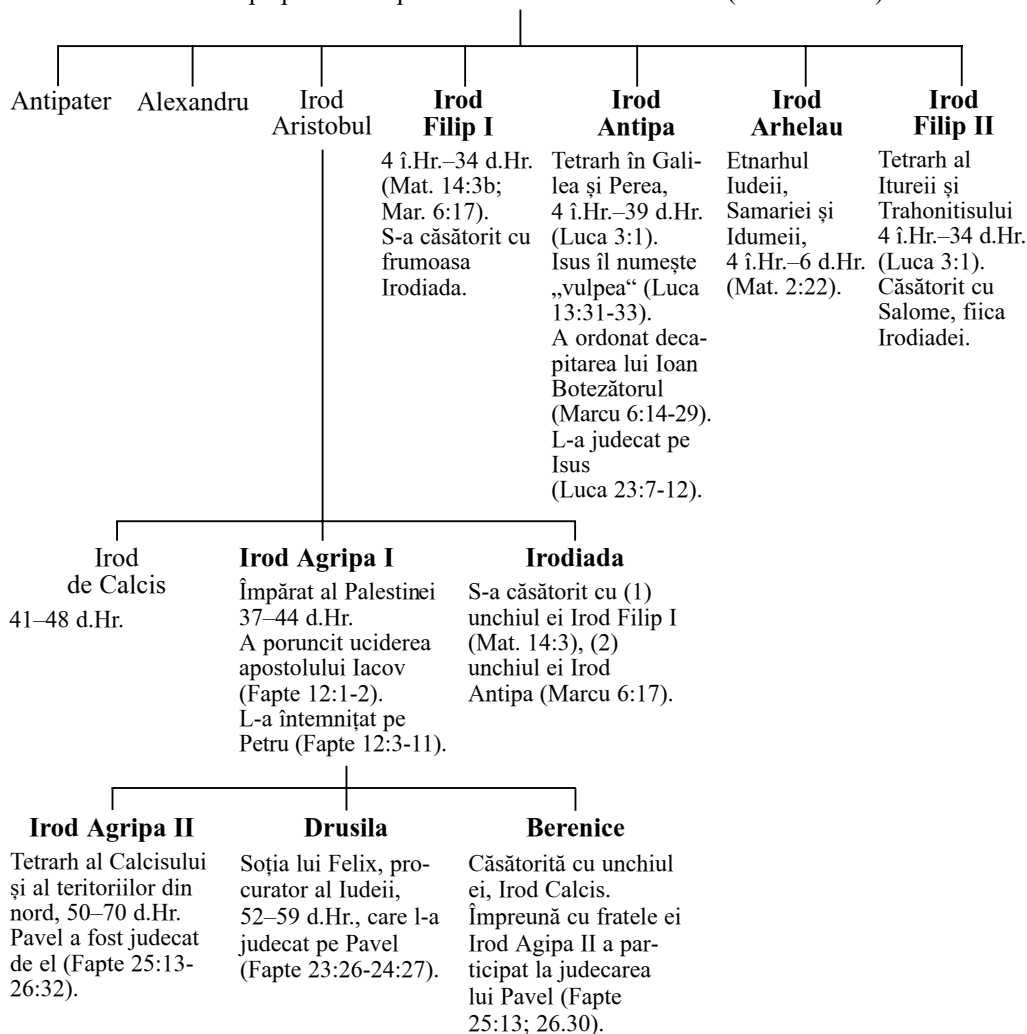 Antipater
Alexandru
Irod
Aristobul
Irod
Filip I
4 î.Hr.–34 d.Hr.
(Mat. 14:3b;
Mar. 6:17).
S-a căsătorit cu
frumoasa
Irodiada.
Irod
Antipa
Tetrarh în Gali-
lea și Perea,
4 î.Hr.–39 d.Hr.
(Luca 3:1).
Isus îl numește
„vulpea“ (Luca
13:31-33).
A ordonat deca-
pitarea lui Ioan
Botezătorul
(Marcu 6:14-29).
L-a judecat pe
Isus
(Luca 23:7-12).
Irod
Arhelau
Etnarhul
Iudeii,
Samariei și
Idumeii,
4 î.Hr.–6 d.Hr.
(Mat. 2:22).
Irod
Filip II
Tetrarh al
Itureii și
Trahonitisului
4 î.Hr.–34 d.Hr.
(Luca 3:1).
Căsătorit cu
Salome, fiica
Irodiadei.
Irod
de Calcis
41–48 d.Hr.
Irod Agripa I
Împărat al Palestinei
37–44 d.Hr.
A poruncit uciderea
apostolului Iacov
(Fapte 12:1-2).
L-a întemnițat pe
Petru (Fapte 12:3-11).
Irodiada
S-a căsătorit cu (1)
unchiul ei Irod Filip I
(Mat. 14:3), (2)
unchiul ei Irod
Antipa (Marcu 6:17).
Irod Agripa II
Tetrarh al Calcisului
și al teritoriilor din
nord, 50–70 d.Hr.
Pavel a fost judecat
de el (Fapte 25:13-
26:32).
Drusila
Soția lui Felix, pro-
curator al Iudeii,
52–59 d.Hr., care l-a
judecat pe Pavel
(Fapte 23:26-24:27).
Berenice
Căsătorită cu unchiul
ei, Irod Calcis.
Împreună cu fratele ei
Irod Agipa II a par-
ticipat la judecarea
lui Pavel (Fapte
25:13; 26.30).